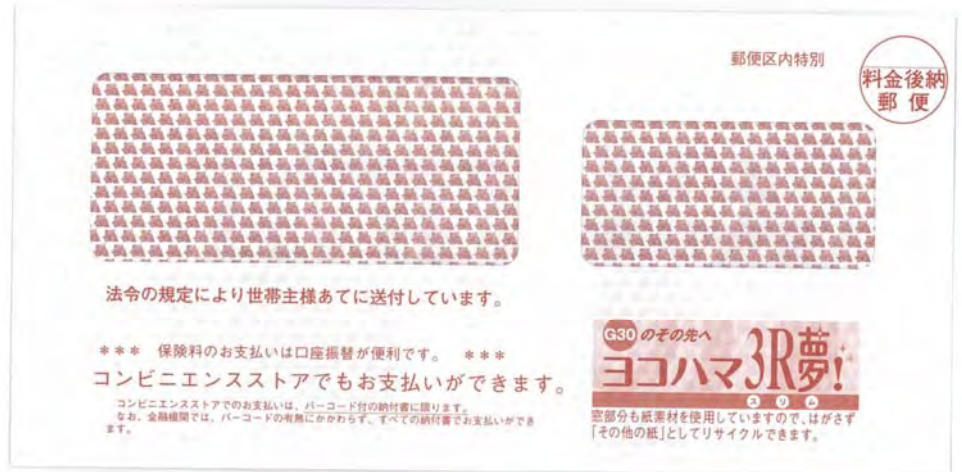 郵便区内特別
料金後納
郵便
法令の規定により世帯主様あてに送付しています。
*** 保険料のお支払いは口座振替が便利です。 ***
コンビニエンスストアでもお支払いができます。
コンビニエンスストアでのお支払いは、バーコード付の納付書に限ります。
なお、金融機関では、バーコードの有無にかかわらず、すべての納付書でお支払いができ
ます。
G30のその先へ
ヨコハマ3R夢!
スリム
窓部分も紙素材を使用していますので、はがさず
「その他の紙」としてリサイクルできます。